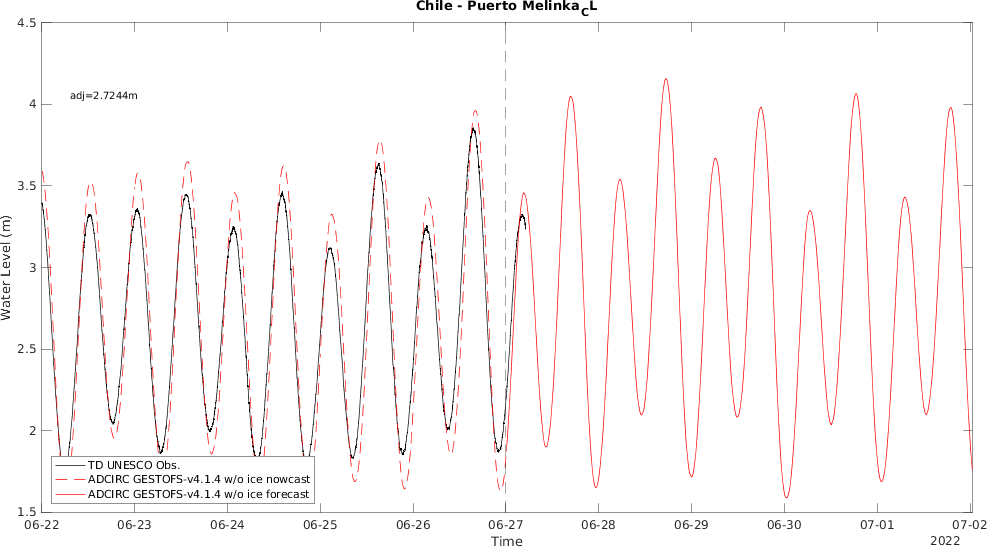 Chile - Puerto Melinka_CL
4.5
4
3.5
3
2.5
2
1.5
Water Level (m)
adj=2.7244m
TD UNESCO Obs.
ADCIRC GESTOFS-v4.1.4 w/o ice nowcast
ADCIRC GESTOFS-v4.1.4 w/o ice forecast
06-22 06-23 06-24 06-25 06-26 06-27 06-28 06-29 06-30 07-01 07-02
Time
2022